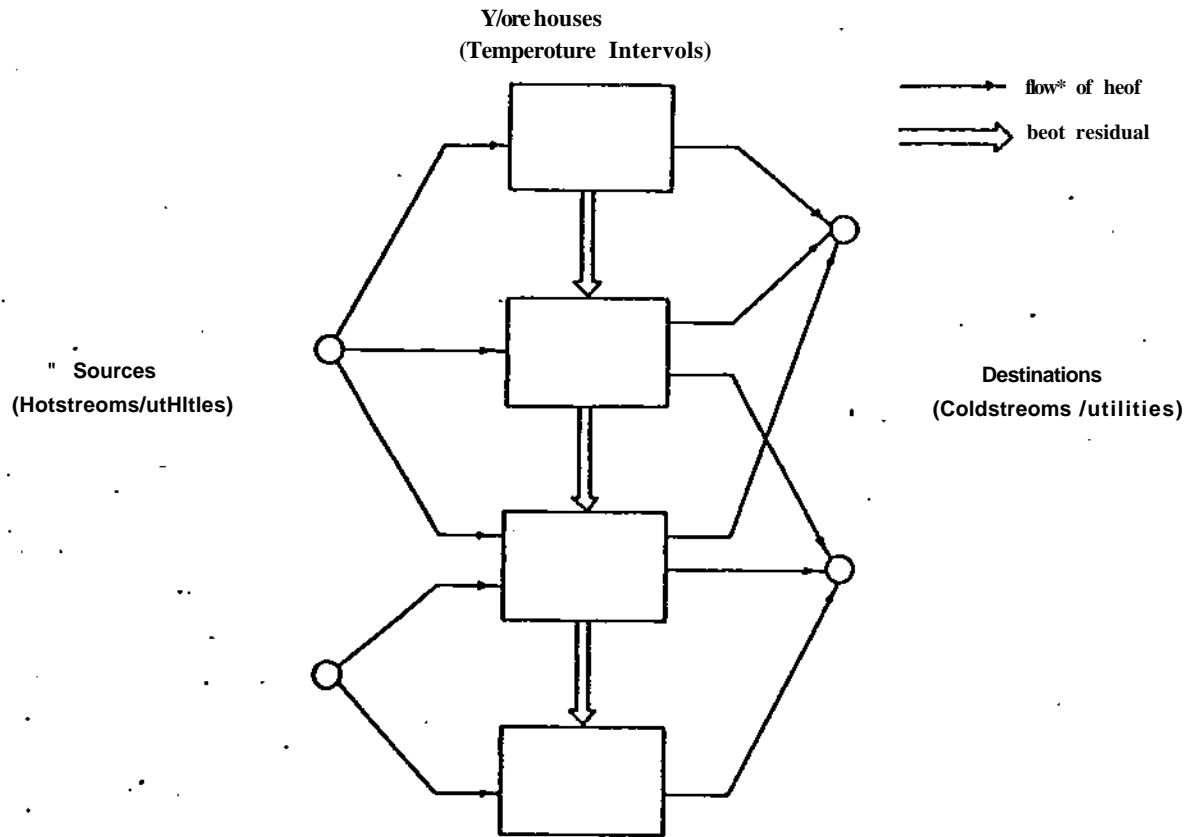 Y/ore houses
(Temperoture Intervols)
flow* of heof
beot residual
" Sources
(Hotstreoms/utHItles)
Destinations
(Coldstreoms /utilities)